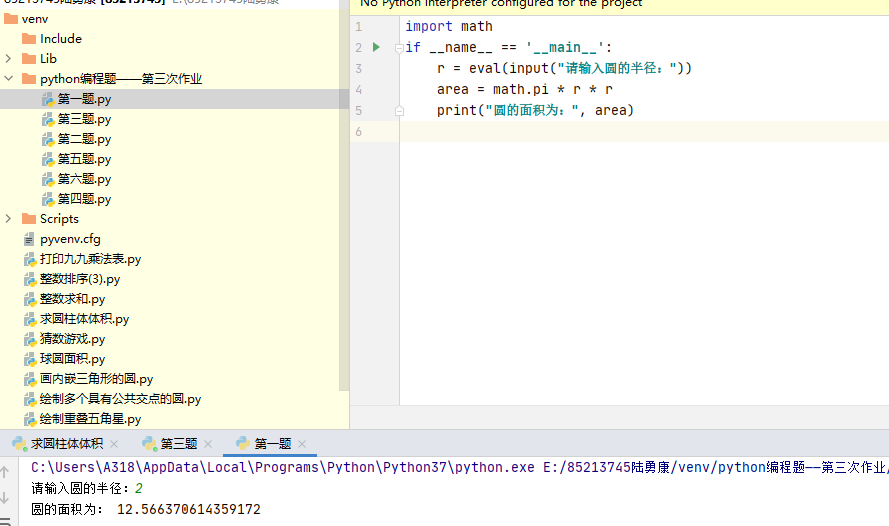 No Python interpreter configured for the project
venv
Include
Lib
python编程题——第三次作业
第一题.py
第三题.py
第二题.py
第五题.py
第六题.py
第四题.py
Scripts
pyvenv.cfg
打印九九乘法表.py
整数排序(3).py
整数求和.py
求圆柱体体积.py
猜数游戏.py
球圆面积.py
画内嵌三角形的圆.py
绘制多个具有公共交点的圆.py
绘制重叠五角星.py
1 import math
2 if __name__ == '__main__':
3 r = eval(input("请输入圆的半径："))
4 area = math.pi * r * r
5 print("圆的面积为：", area)
6
求圆柱体体积 第三题 第一题
C:\Users\A318\AppData\Local\Programs\Python\Python37\python.exe E:/85213745陆勇康/venv/python编程题——第三次作业/
请输入圆的半径：2
圆的面积为： 12.566370614359172